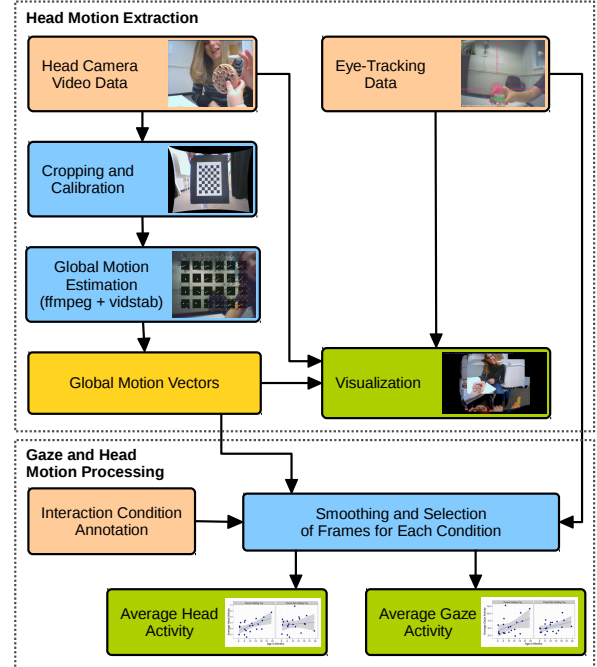 Head Motion Extraction
Head Camera
Video Data
Eye-Tracking
Data
Cropping and
Calibration
Global Motion
Estimation
(ffmpeg + vidstab)
Global Motion Vectors
Visualization
Gaze and Head
Motion Processing
Interaction Condition
Annotation
Smoothing and Selection
of Frames for Each Condition
Average Head
Activity
Average Gaze
Activity